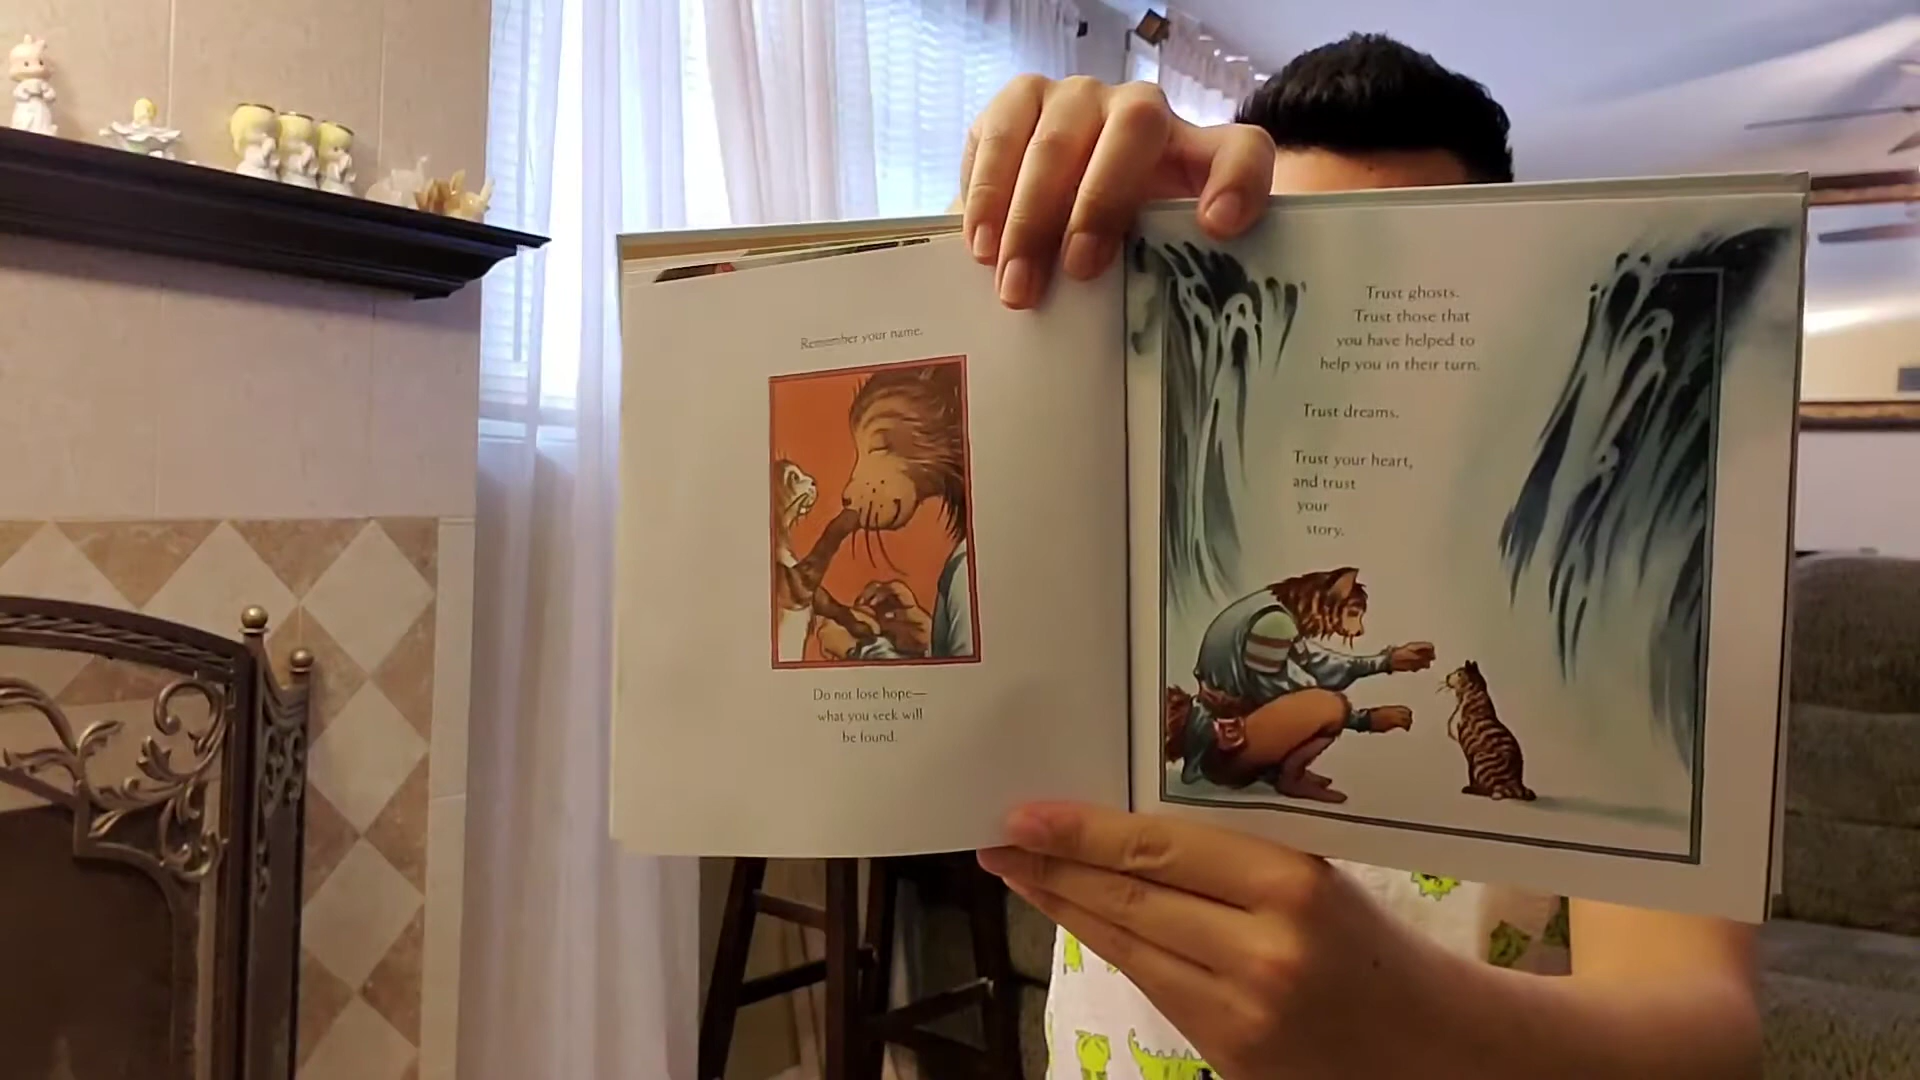 Remember your name.
Do not lose hope—
what you seek will
be found.
Trust ghosts.
Trust those that
you have helped to
help you in their turn.
Trust dreams.
Trust your heart,
and trust
your
story.